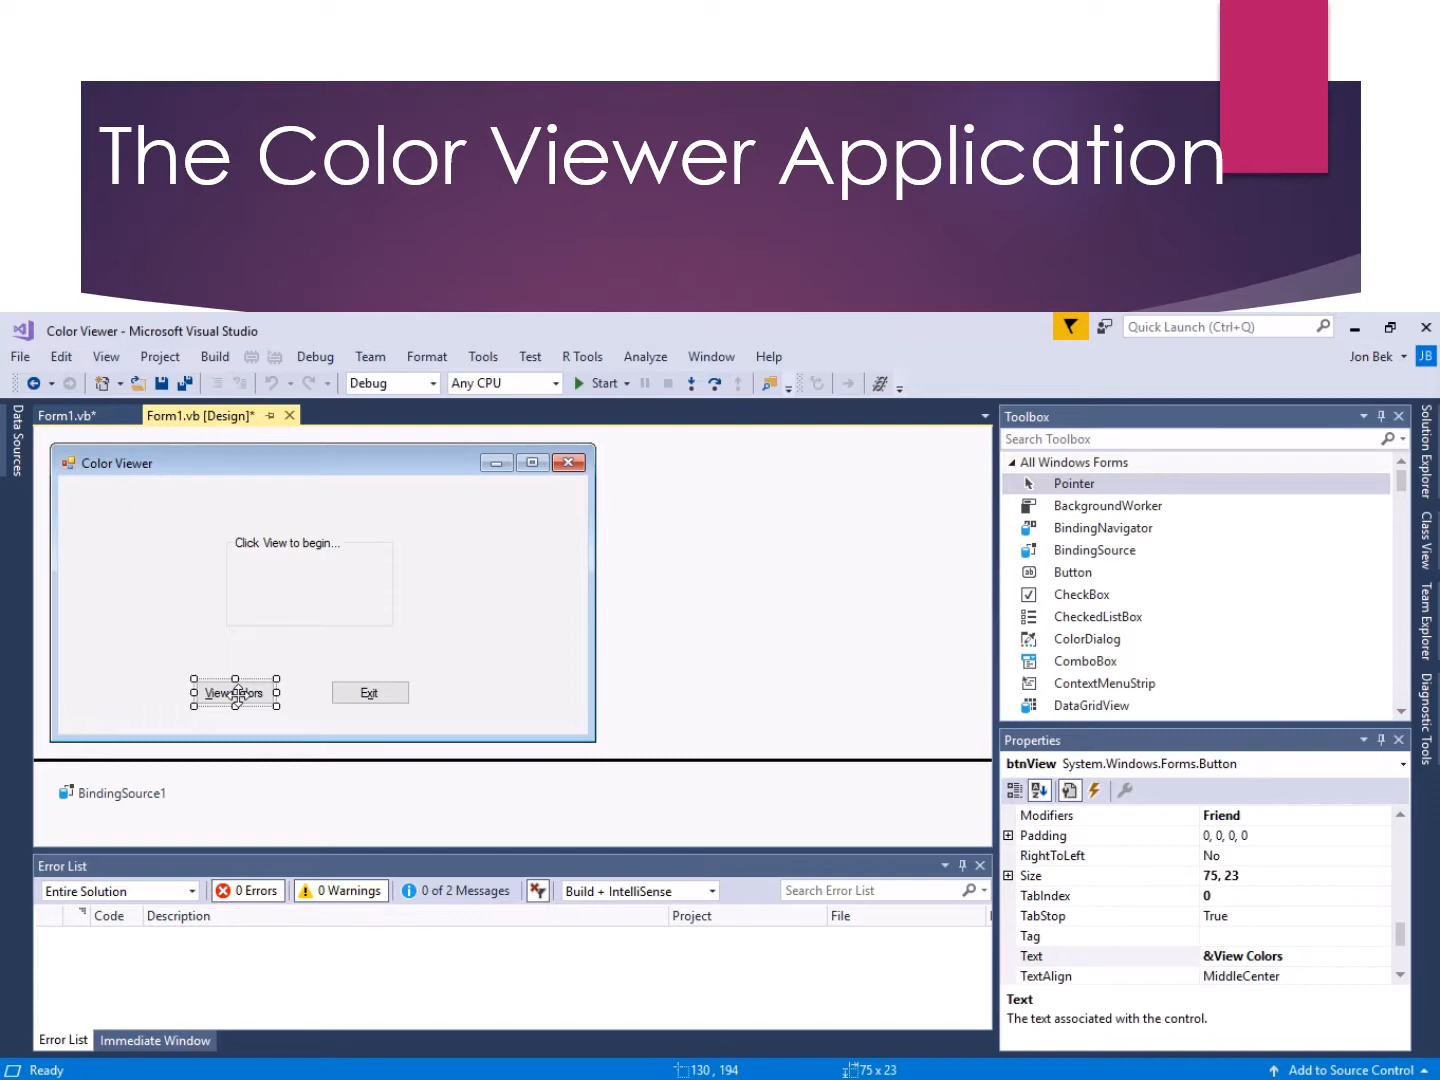 The Color Viewer Application
Color Viewer - Microsoft Visual Studio
Quick Launch (Ctrl+Q)
File Edit View Project Build Debug Team Format Tools Test R Tools Analyze Window Help
Jon Bek JB
Debug Any CPU Start
Data Sources
Form1.vb* Form1.vb [Design]*
Color Viewer
Click View to begin...
View
Exit
BindingSource1
Toolbox
Search Toolbox
All Windows Forms
Pointer
BackgroundWorker
BindingNavigator
BindingSource
Button
CheckBox
CheckedListBox
ColorDialog
ComboBox
ContextMenuStrip
DataGridView
Solution Explorer
Class View
Team Explorer
Diagnostic Tools
Properties
btnView System.Windows.Forms.Button
Modifiers Friend
Padding 0, 0, 0, 0
RightToLeft No
Size 75, 23
TabIndex 0
TabStop True
Tag
Text &View Colors
TextAlign MiddleCenter
Text
The text associated with the control.
Error List
Entire Solution 0 Errors 0 Warnings 0 of 2 Messages Build + IntelliSense Search Error List
Code Description Project File
Error List Immediate Window
Ready 130 , 194 75 x 23 Add to Source Control